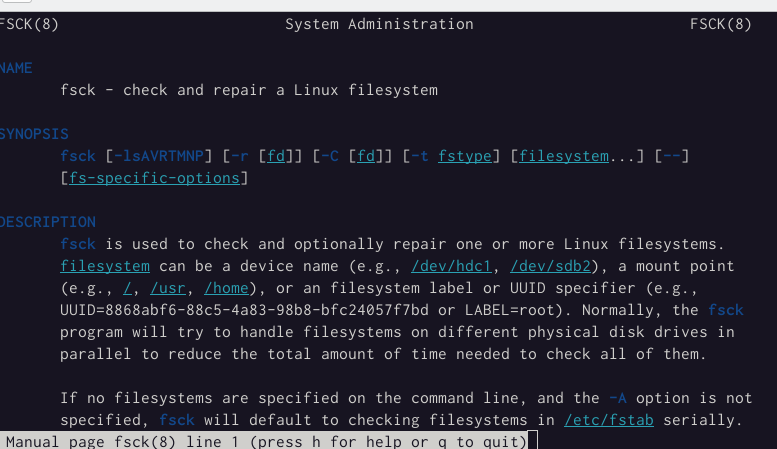 FSCK(8) System Administration FSCK(8)
NAME
fsck - check and repair a Linux filesystem
SYNOPSIS
fsck [-lsAVRTMNP] [-r [fd]] [-C [fd]] [-t fstype] [filesystem...] [--]
[fs-specific-options]
DESCRIPTION
fsck is used to check and optionally repair one or more Linux filesystems.
filesystem can be a device name (e.g., /dev/hdc1, /dev/sdb2), a mount point
(e.g., /, /usr, /home), or an filesystem label or UUID specifier (e.g.,
UUID=8868abf6-88c5-4a83-98b8-bfc24057f7bd or LABEL=root). Normally, the fsck
program will try to handle filesystems on different physical disk drives in
parallel to reduce the total amount of time needed to check all of them.
If no filesystems are specified on the command line, and the -A option is not
specified, fsck will default to checking filesystems in /etc/fstab serially.
Manual page fsck(8) line 1 (press h for help or q to quit)